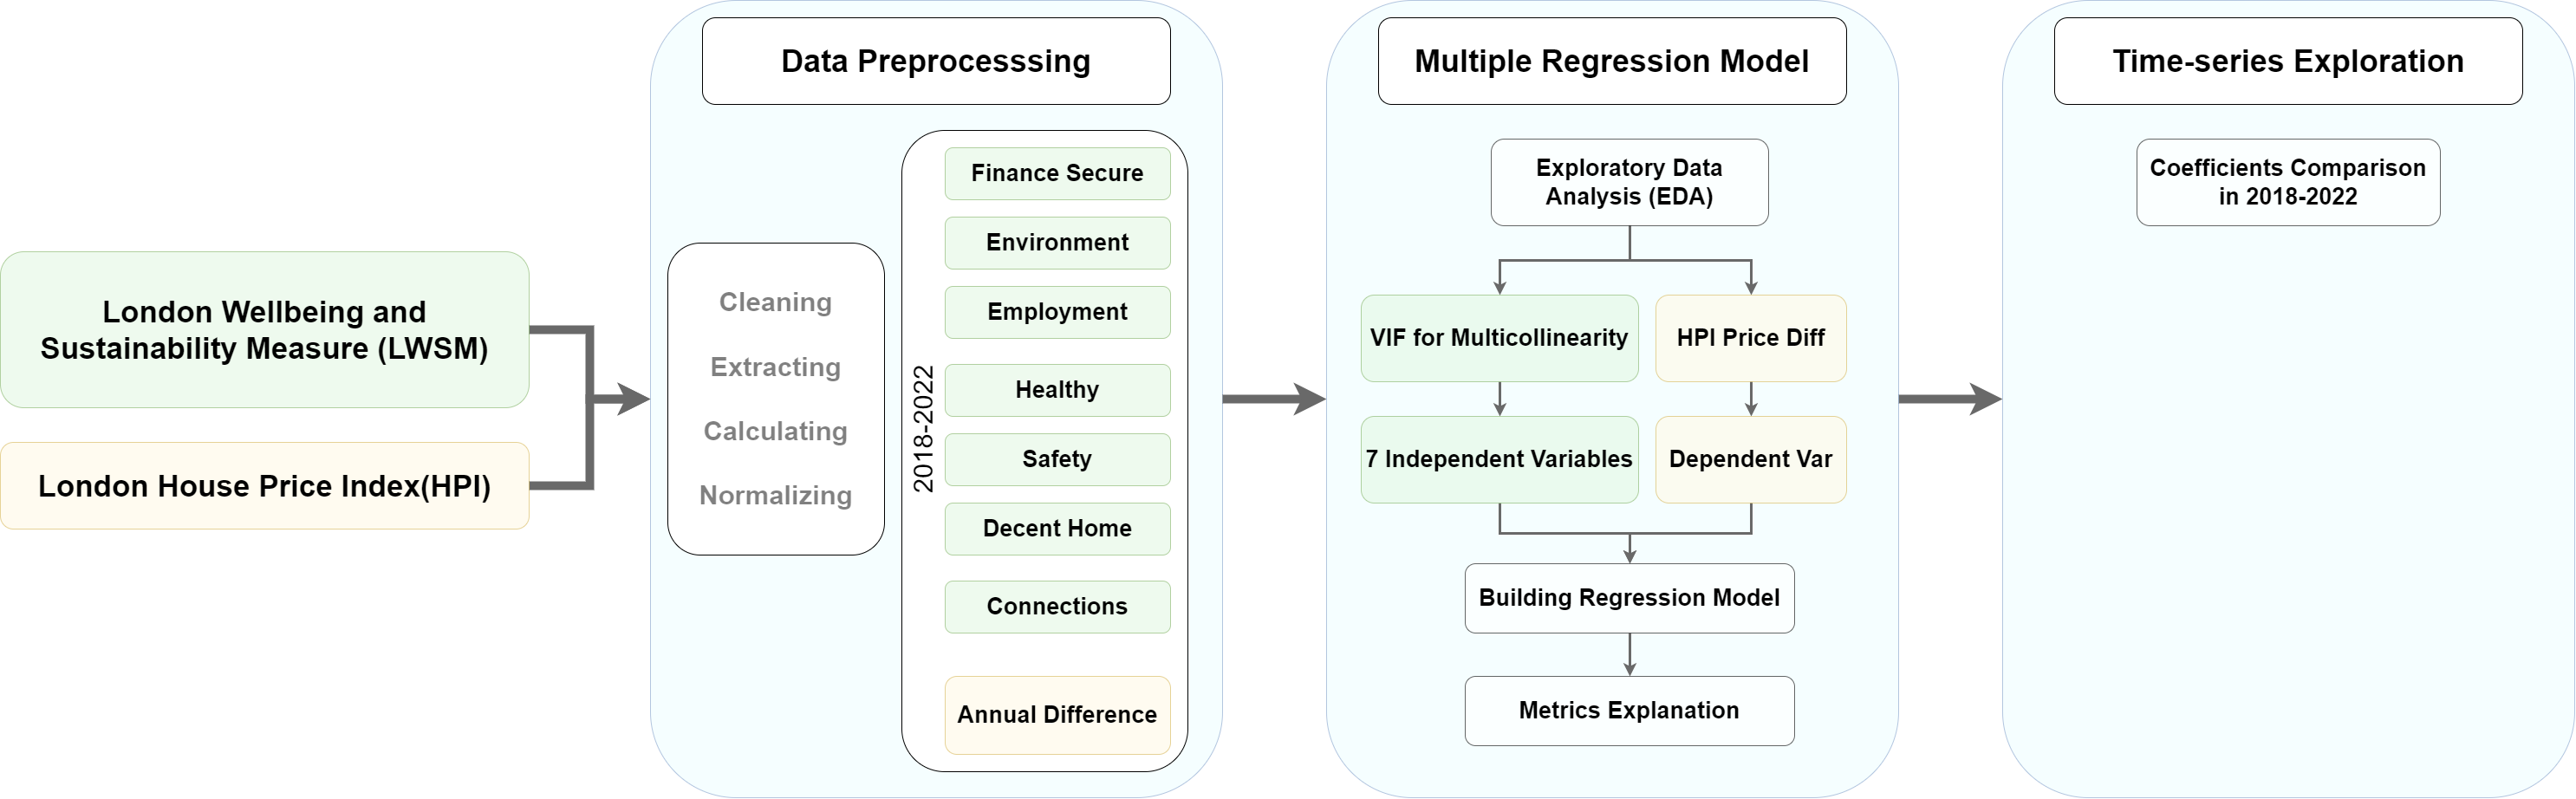 London Wellbeing and
Sustainability Measure (LWSM)
London House Price Index(HPI)
Data Preprocesssing
Cleaning
Extracting
Calculating
Normalizing
2018-2022
Finance Secure
Environment
Employment
Healthy
Safety
Decent Home
Connections
Annual Difference
Multiple Regression Model
Exploratory Data
Analysis (EDA)
VIF for Multicollinearity
HPI Price Diff
7 Independent Variables
Dependent Var
Building Regression Model
Metrics Explanation
Time-series Exploration
Coefficients Comparison
in 2018-2022